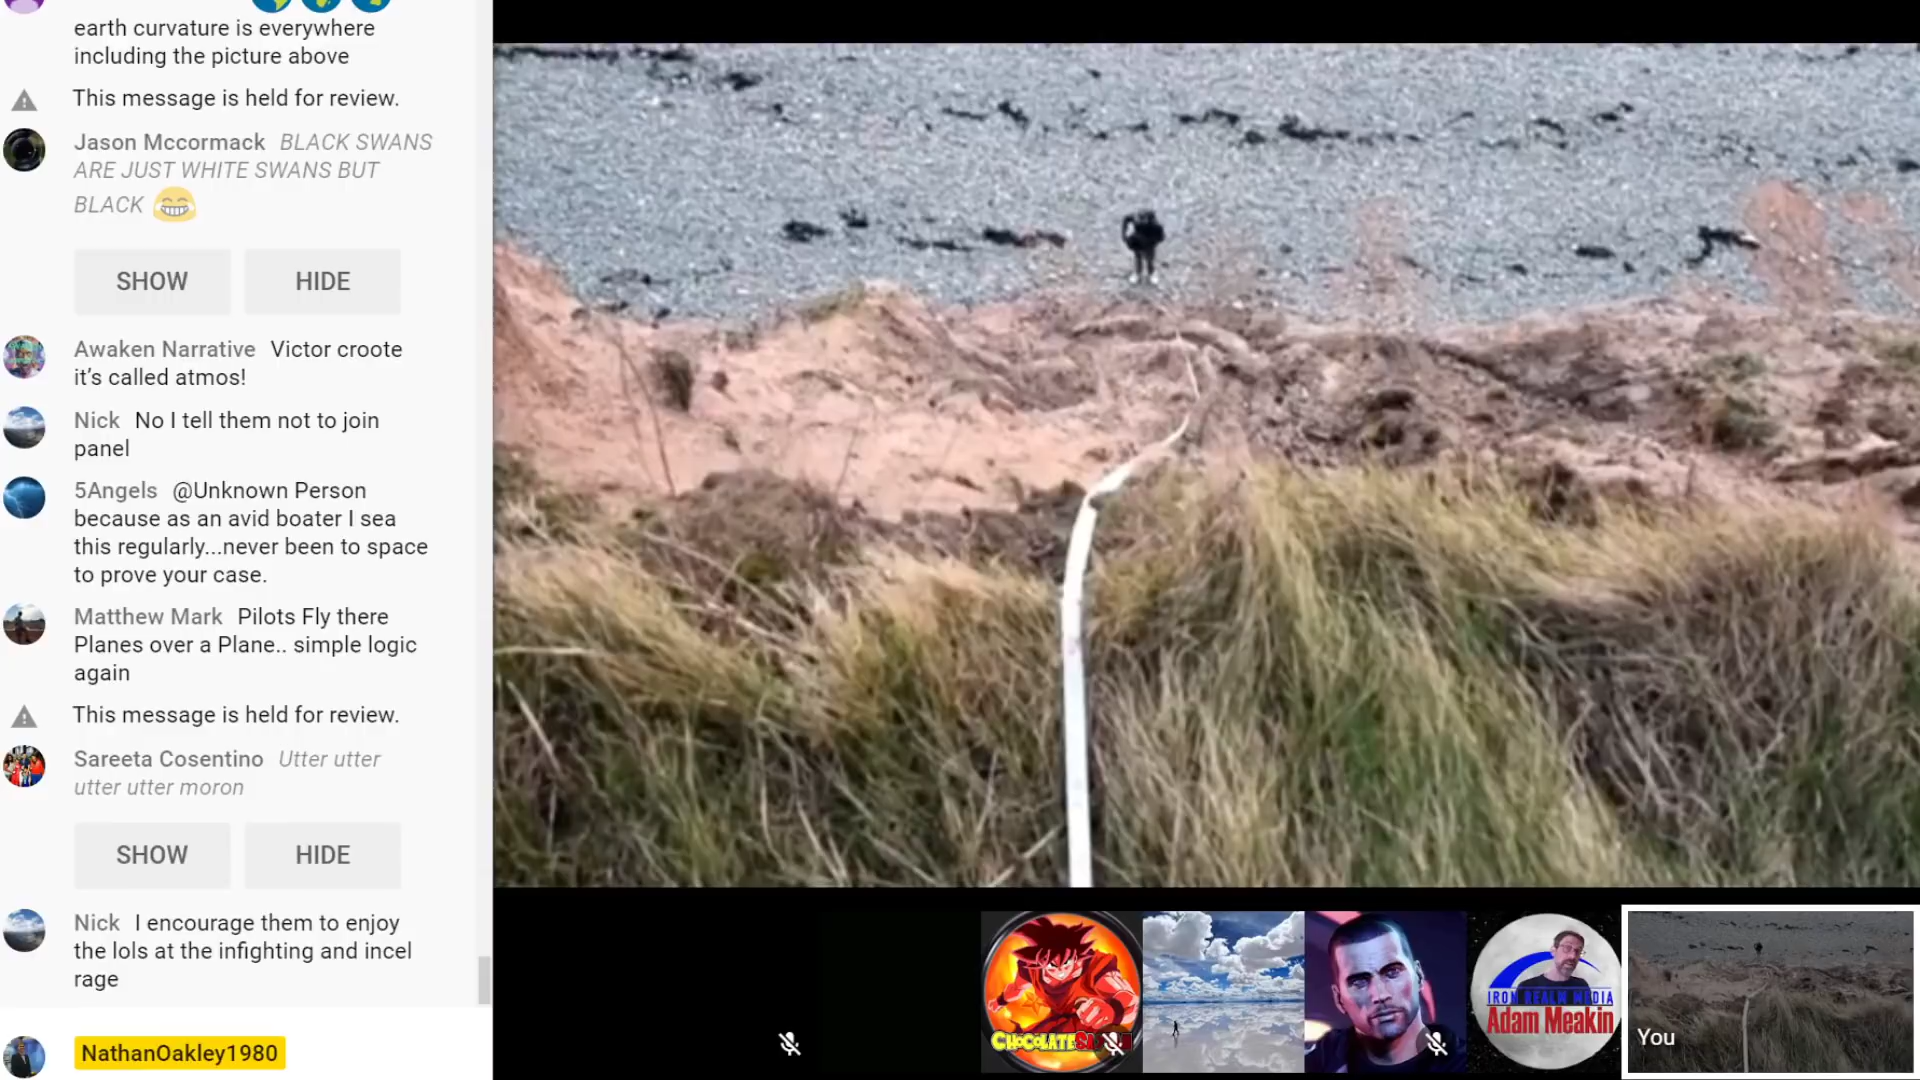 earth curvature is everywhere
including the picture above
This message is held for review.
Jason Mccormack BLACK SWANS
ARE JUST WHITE SWANS BUT
BLACK
SHOW HIDE
Awaken Narrative Victor croote
it’s called atmos!
Nick No I tell them not to join
panel
5Angels @Unknown Person
because as an avid boater I sea
this regularly...never been to space
to prove your case.
Matthew Mark Pilots Fly there
Planes over a Plane.. simple logic
again
This message is held for review.
Sareeta Cosentino Utter utter
utter utter moron
SHOW HIDE
Nick I encourage them to enjoy
the lols at the infighting and incel
rage
NathanOakley1980
IRON REALM MEDIA
Adam Meakin
You